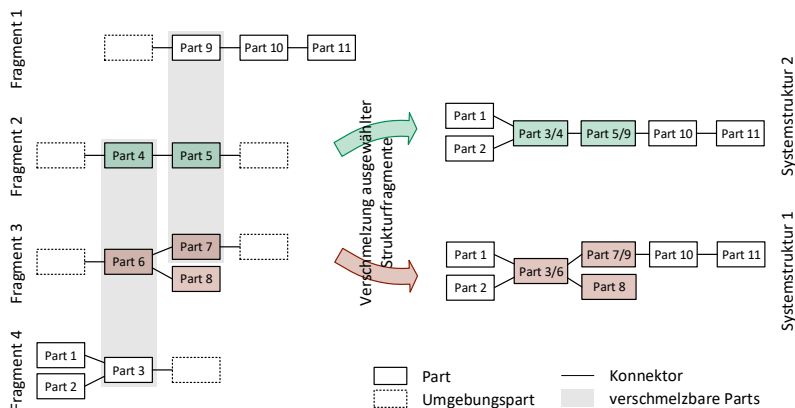 Fragment 1
Part 9
Part 10
Part 11
Fragment 2
Part 4
Part 5
Fragment 3
Part 6
Part 7
Part 8
Fragment 4
Part 1
Part 2
Part 3
Verschmelzung ausgewählter
Strukturfragmente
Systemstruktur 2
Part 1
Part 2
Part 3/4
Part 5/9
Part 10
Part 11
Systemstruktur 1
Part 1
Part 2
Part 3/6
Part 7/9
Part 8
Part 10
Part 11
Part
Umgebungspart
Konnektor
verschmelzbare Parts